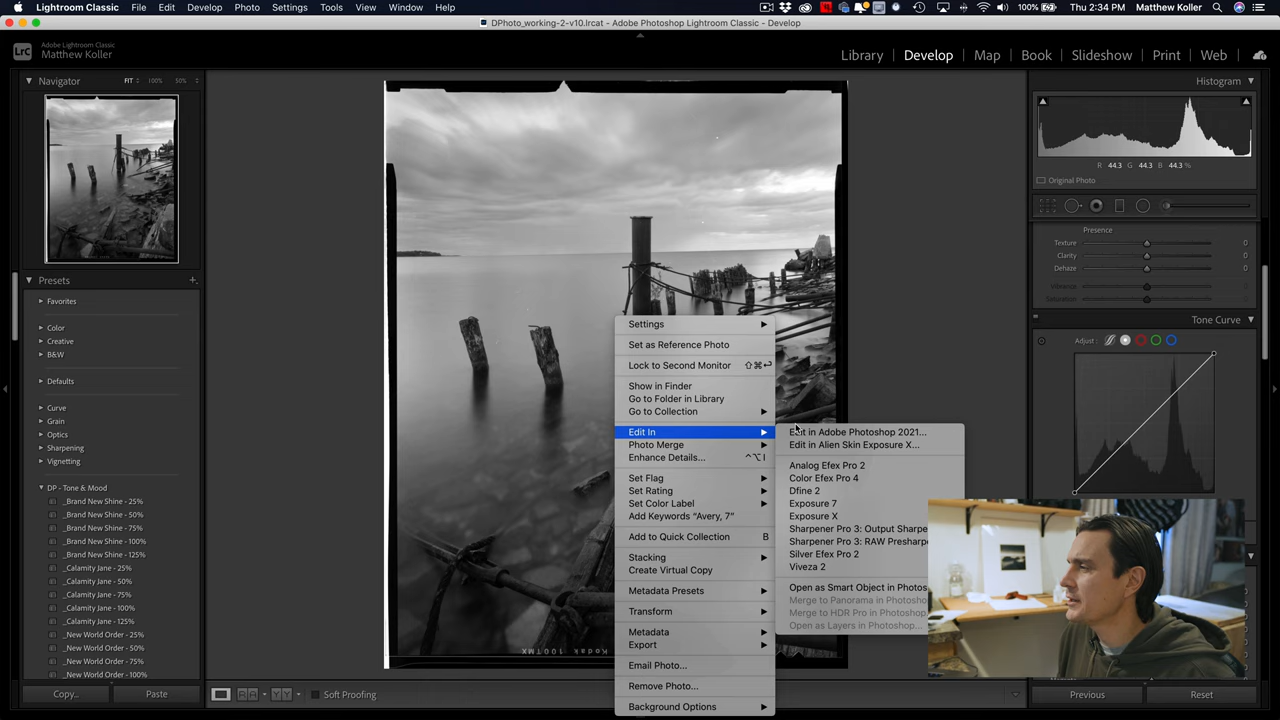 Lightroom Classic File Edit Develop Photo Settings Tools View Window Help 100% Thu 2:34 PM Matthew Koller
DPhoto_working-2-v10.lrcat - Adobe Photoshop Lightroom Classic - Develop
LrC Adobe Lightroom Classic
Matthew Koller
Library Develop Map Book Slideshow Print Web
Navigator FIT 100% 50%
Histogram
R 44.3 G 44.3 B 44.3 %
Original Photo
Presence
Texture 0
Clarity 0
Dehaze 0
Vibrance 0
Saturation 0
Tone Curve
Adjust :
Presets
Favorites
Color
Creative
B&W
Defaults
Curve
Grain
Optics
Sharpening
Vignetting
DP - Tone & Mood
_Brand New Shine - 25%
_Brand New Shine - 50%
_Brand New Shine - 75%
_Brand New Shine - 100%
_Brand New Shine - 125%
_Calamity Jane - 25%
_Calamity Jane - 50%
_Calamity Jane - 75%
_Calamity Jane - 100%
_Calamity Jane - 125%
_New World Order - 25%
_New World Order - 50%
_New World Order - 75%
_New World Order - 100%
Settings
Set as Reference Photo
Lock to Second Monitor ⇧⌘↩
Show in Finder
Go to Folder in Library
Go to Collection
Edit In
Photo Merge
Enhance Details... ^⌥I
Set Flag
Set Rating
Set Color Label
Add Keywords “Avery, 7”
Add to Quick Collection B
Stacking
Create Virtual Copy
Metadata Presets
Transform
Metadata
Export
Email Photo...
Remove Photo...
Background Options
Edit in Adobe Photoshop 2021...
Edit in Alien Skin Exposure X...
Analog Efex Pro 2
Color Efex Pro 4
Dfine 2
Exposure 7
Exposure X
Sharpener Pro 3: Output Sharpe
Sharpener Pro 3: RAW Presharpe
Silver Efex Pro 2
Viveza 2
Open as Smart Object in Photos
Merge to Panorama in Photosho
Merge to HDR Pro in Photoshop
Open as Layers in Photoshop...
100TMX Kodak
Copy... Paste
Soft Proofing
Previous Reset